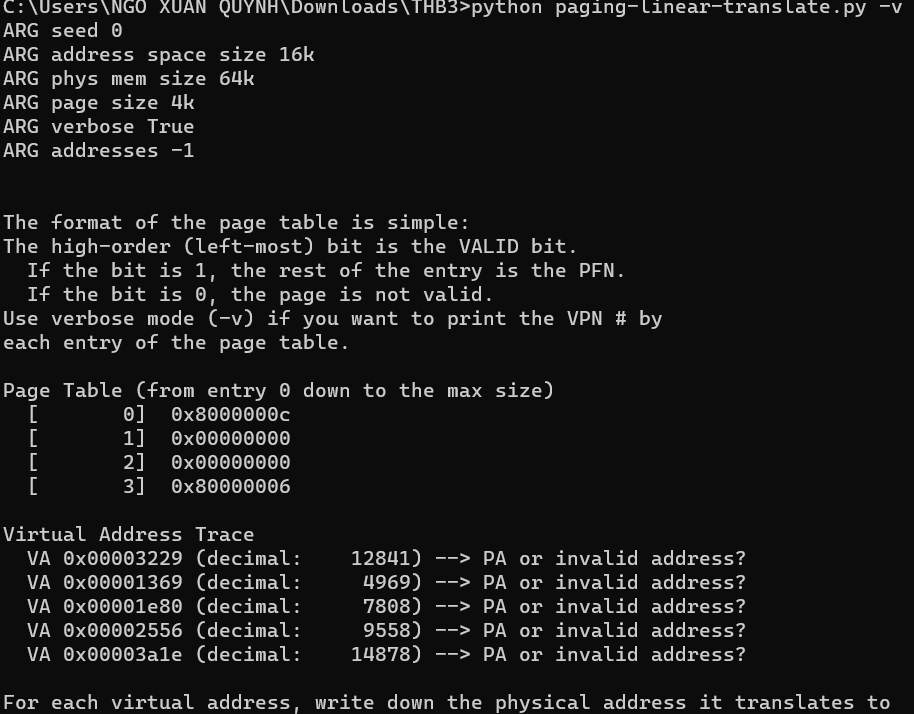 C:\Users\NGO XUAN QUYNH\Downloads\THB3>python paging-linear-translate.py -v
ARG seed 0
ARG address space size 16k
ARG phys mem size 64k
ARG page size 4k
ARG verbose True
ARG addresses -1
The format of the page table is simple:
The high-order (left-most) bit is the VALID bit.
  If the bit is 1, the rest of the entry is the PFN.
  If the bit is 0, the page is not valid.
Use verbose mode (-v) if you want to print the VPN # by
each entry of the page table.
Page Table (from entry 0 down to the max size)
  [       0]  0x8000000c
  [       1]  0x00000000
  [       2]  0x00000000
  [       3]  0x80000006
Virtual Address Trace
  VA 0x00003229 (decimal:    12841) --> PA or invalid address?
  VA 0x00001369 (decimal:     4969) --> PA or invalid address?
  VA 0x00001e80 (decimal:     7808) --> PA or invalid address?
  VA 0x00002556 (decimal:     9558) --> PA or invalid address?
  VA 0x00003a1e (decimal:    14878) --> PA or invalid address?
For each virtual address, write down the physical address it translates to